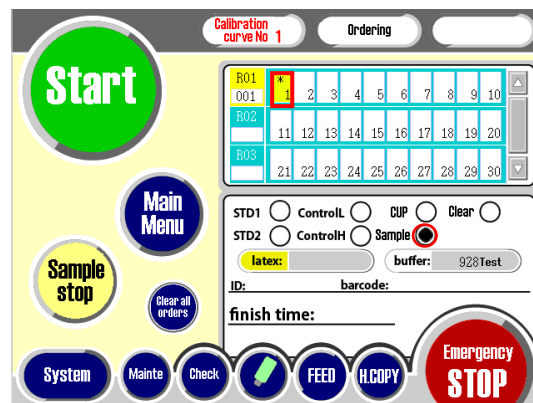 Calibration
curve No 1
Ordering
Start
R01 * 
001 1 2 3 4 5 6 7 8 9 10
R02
11 12 13 14 15 16 17 18 19 20
R03
21 22 23 24 25 26 27 28 29 30
Main
Menu
STD1 ControlL CUP Clear
STD2 ControlH Sample
latex: buffer: 928Test
Sample
stop
ID: barcode:
Clear all
orders
finish time:
System
Mainte
Check
FEED
H.COPY
Emergency
STOP